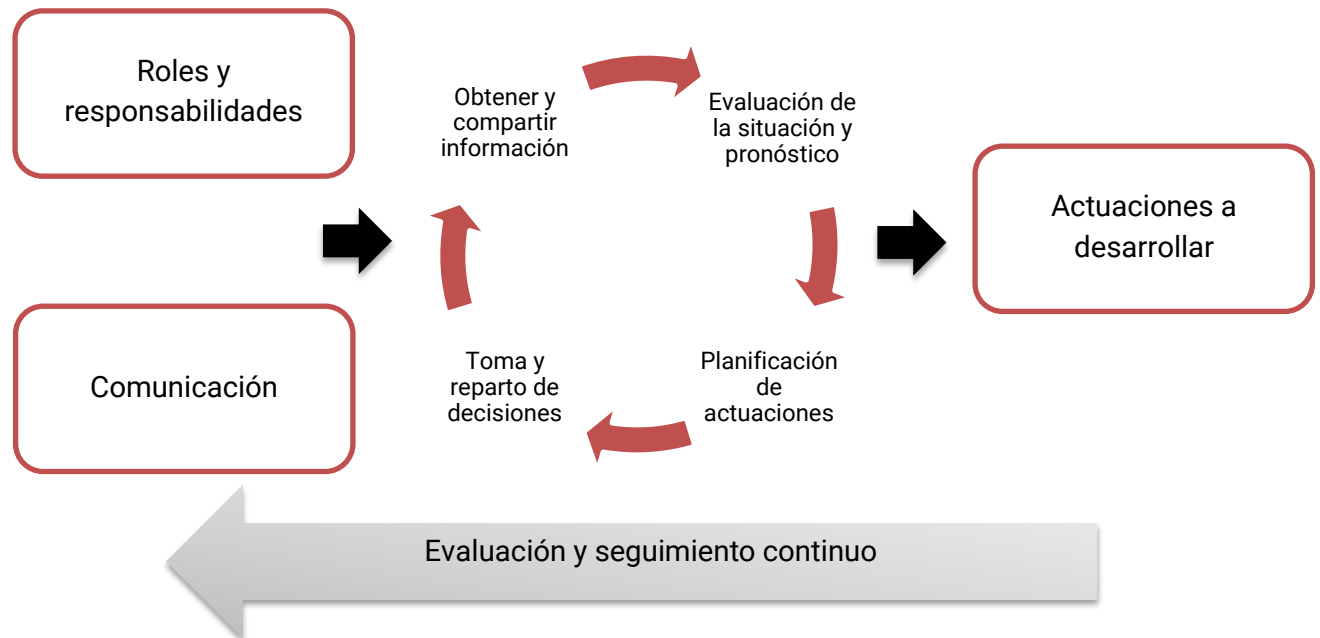 Roles y
responsabilidades
Comunicación
Obtener y
compartir
información
Evaluación de
la situación y
pronóstico
Planificación
de
actuaciones
Toma y
reparto de
decisiones
Actuaciones a
desarrollar
Evaluación y seguimiento continuo